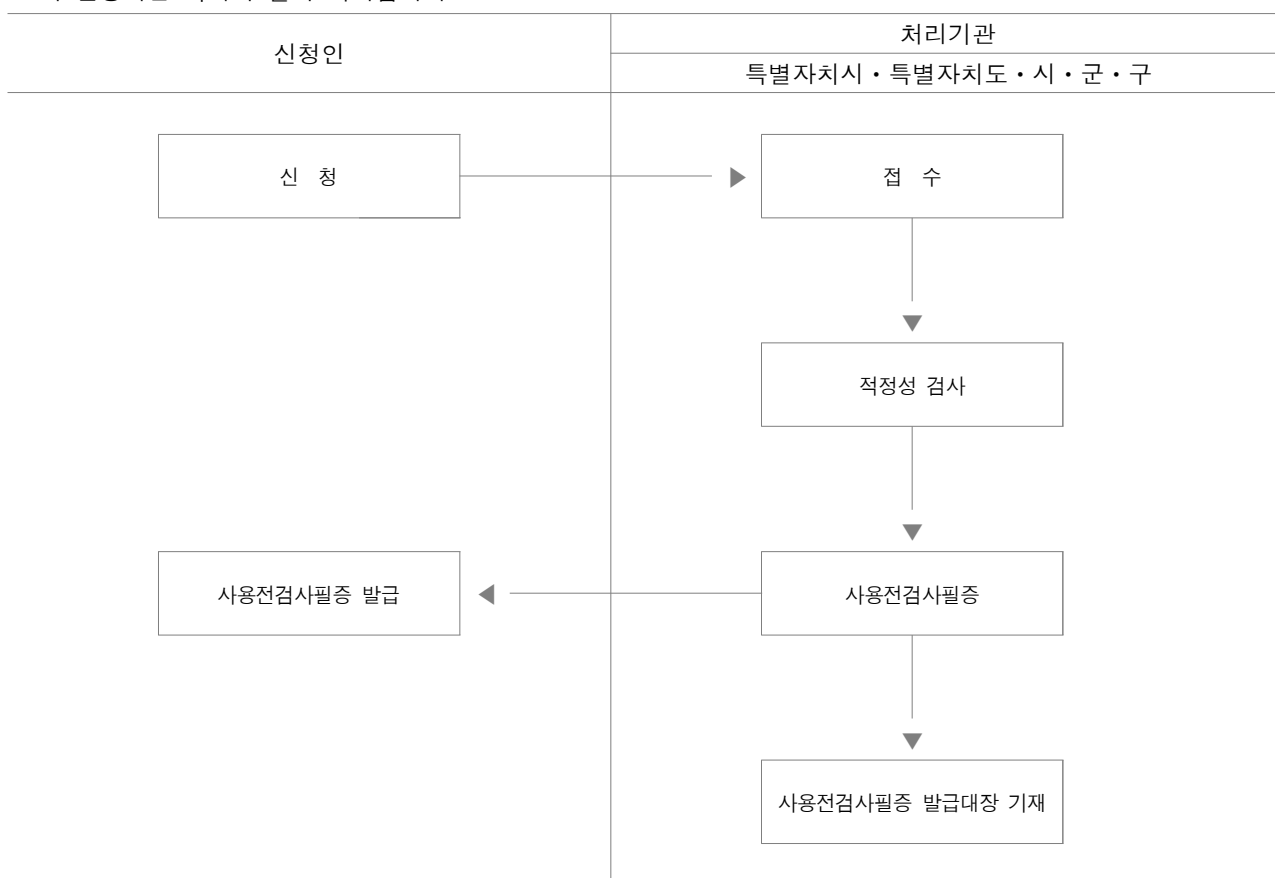 신청인
처리기관
특별자치시・특별자치도・시・군・구
신 청
접 수
적정성 검사
사용전검사필증 발급
사용전검사필증
사용전검사필증 발급대장 기재